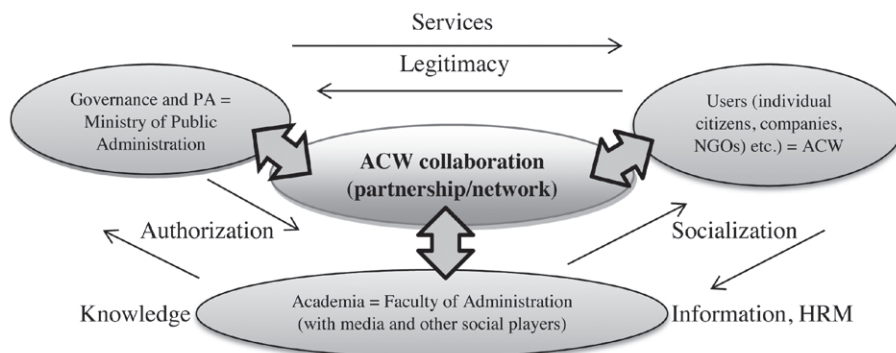 Services
Legitimacy
Governance and PA =
Ministry of Public
Administration
Users (individual
citizens, companies,
NGOs) etc.) = ACW
ACW collaboration
(partnership/network)
Authorization
Socialization
Knowledge
Academia = Faculty of Administration
(with media and other social players)
Information, HRM